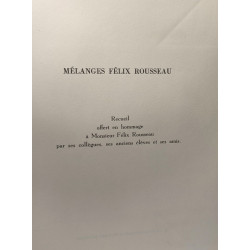 MÉLANGES FÉLIX ROUSSEAU
Recueil
offert en hommage
à Monsieur Félix Rousseau
par ses collègues, ses anciens élèves et ses amis.